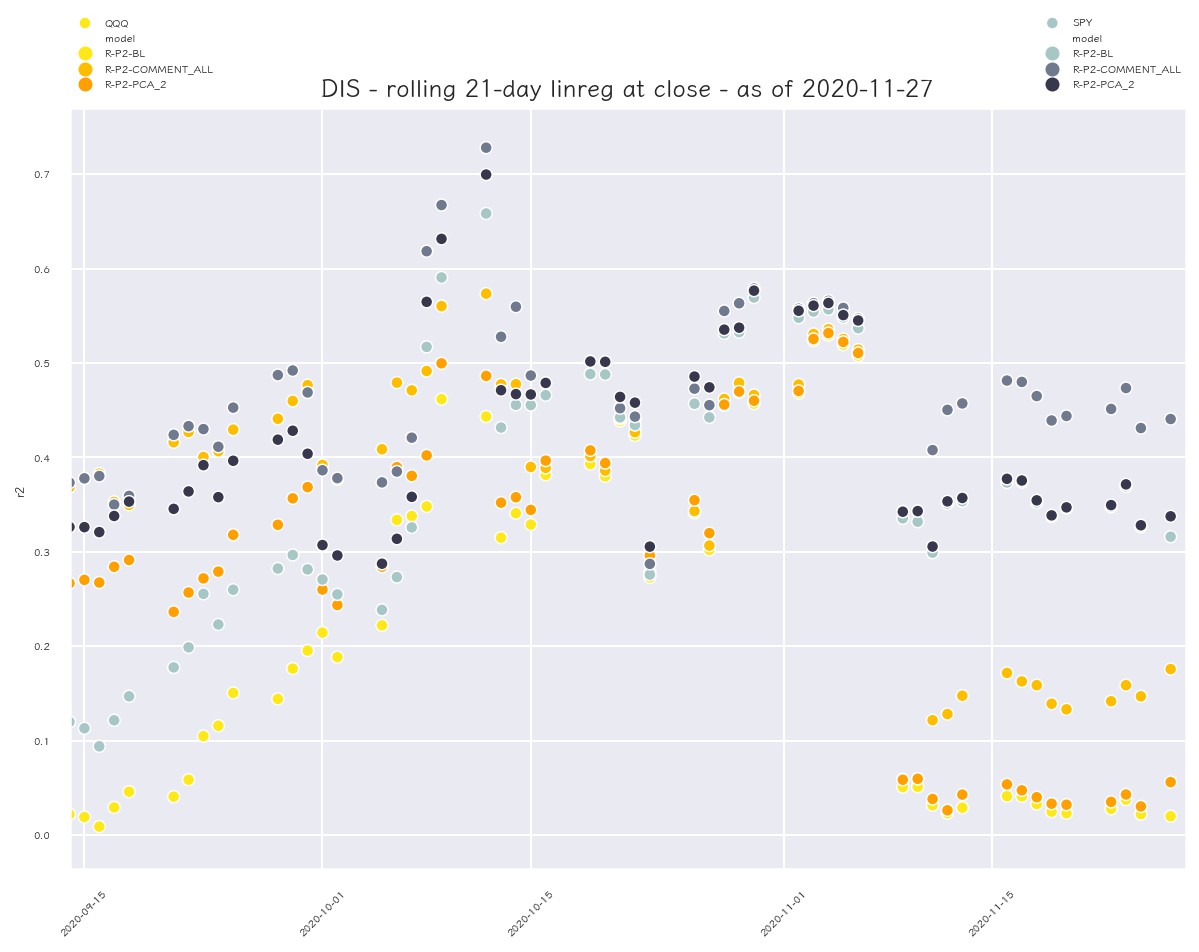 QQQ
model
R-P2-BL
R-P2-COMMENT_ALL
R-P2-PCA_2
SPY
model
R-P2-BL
R-P2-COMMENT_ALL
R-P2-PCA_2
DIS - rolling 21-day linreg at close - as of 2020-11-27
0.7
0.6
0.5
0.4
0.3
0.2
0.1
0.0
r2
2020-09-15
2020-10-01
2020-10-15
2020-11-01
2020-11-15